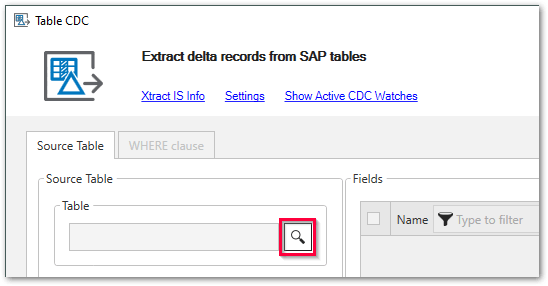 Table CDC
Extract delta records from SAP tables
Xtract IS Info Settings Show Active CDC Watches
Source Table WHERE clause
Source Table Fields
Table
Name Type to filter